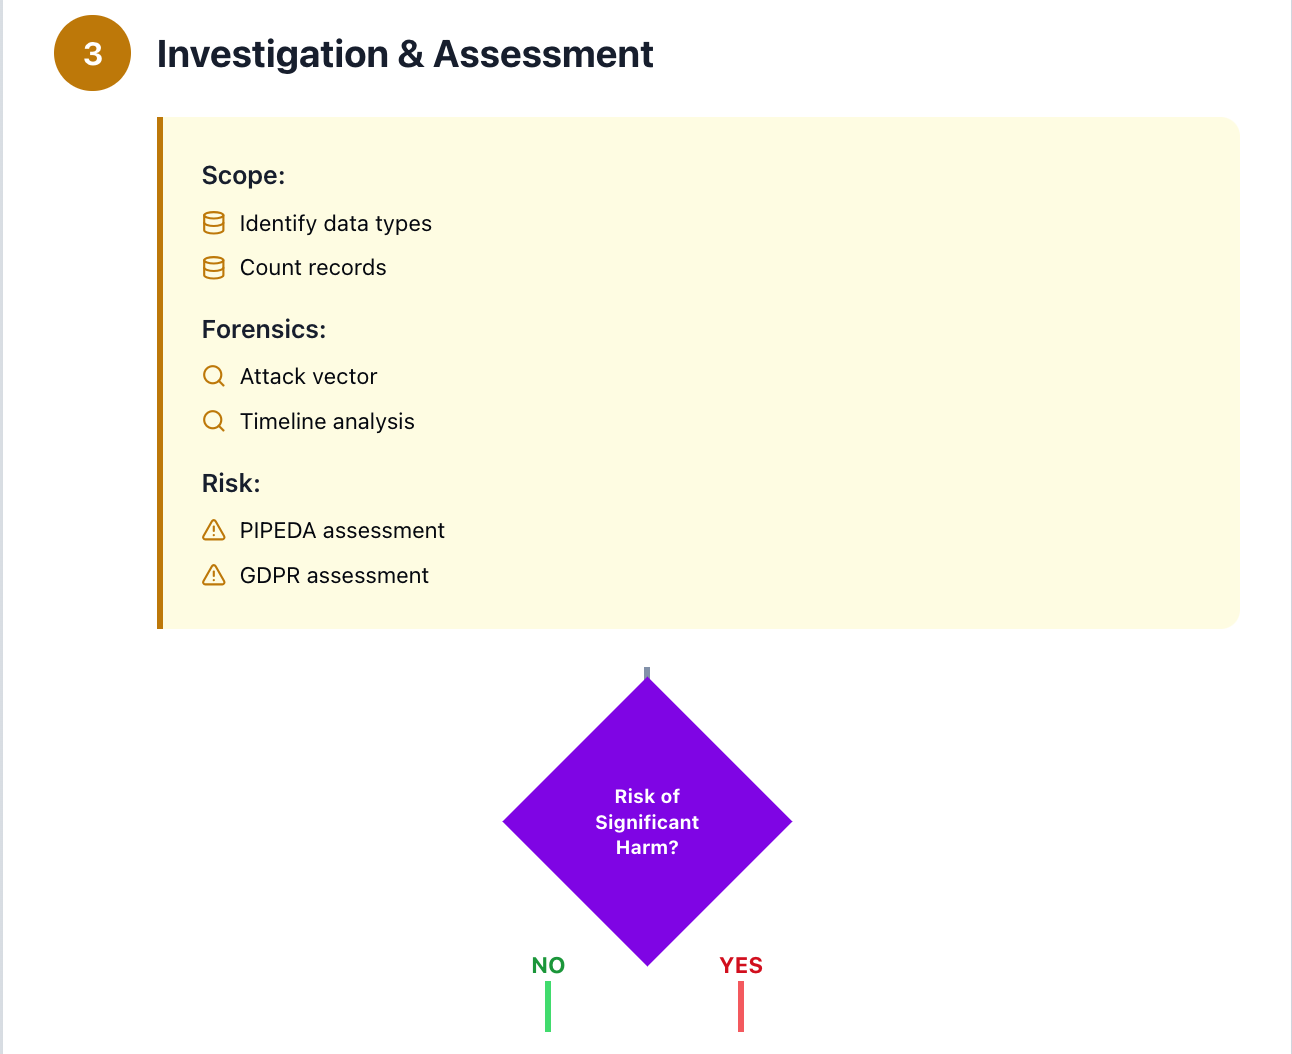 3
Investigation & Assessment
Scope:
Identify data types
Count records
Forensics:
Attack vector
Timeline analysis
Risk:
PIPEDA assessment
GDPR assessment
Risk of
Significant
Harm?
NO
YES